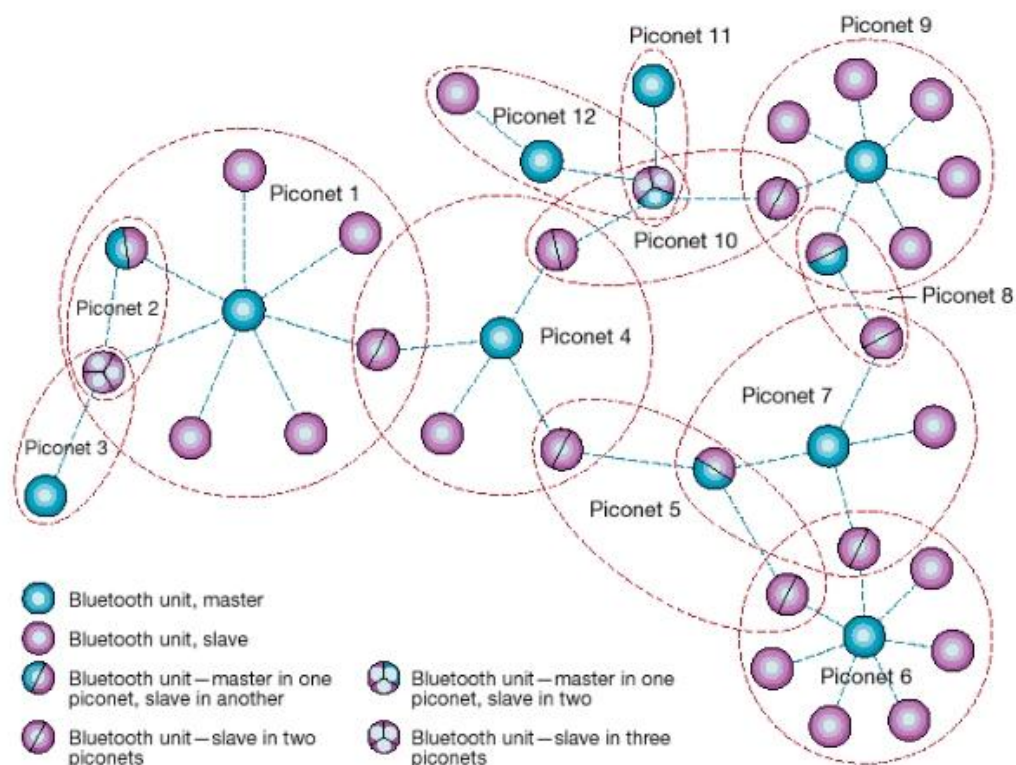 Piconet 9
Piconet 11
Piconet 12
Piconet 1
Piconet 10
Piconet 2
Piconet 8
Piconet 4
Piconet 7
Piconet 3
Piconet 5
Piconet 6
Bluetooth unit, master
Bluetooth unit, slave
Bluetooth unit—master in one
piconet, slave in another
Bluetooth unit—slave in two
piconets
Bluetooth unit—master in one
piconet, slave in two
Bluetooth unit—slave in three
piconets